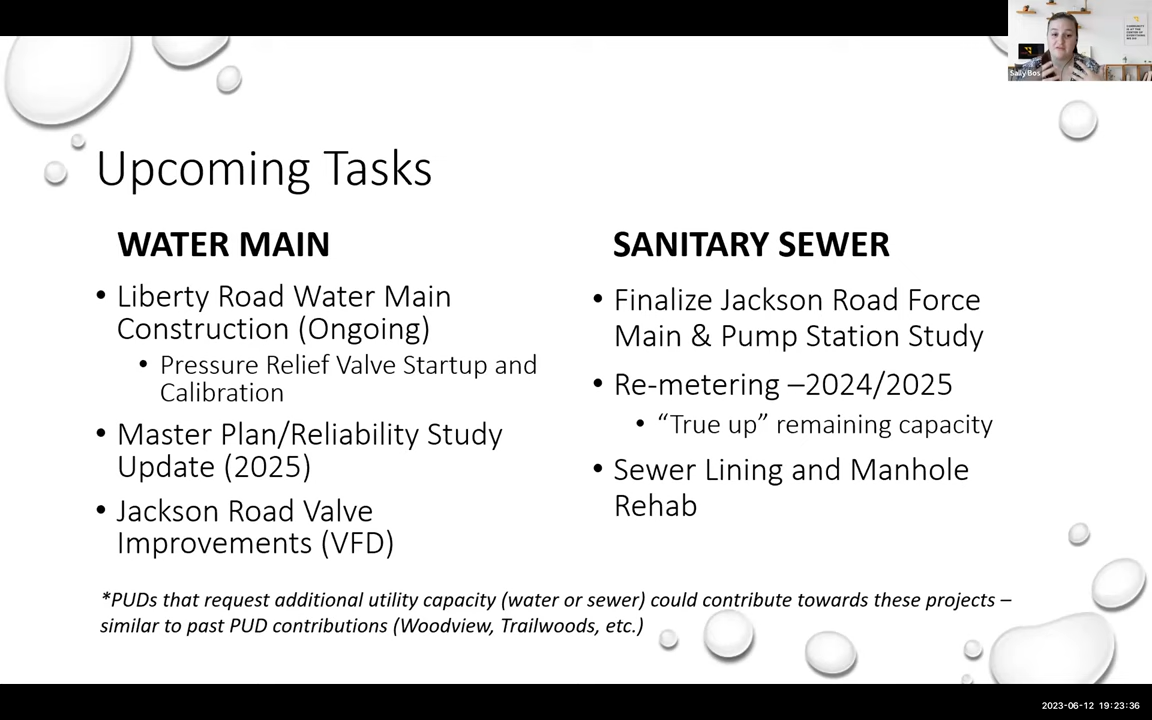 Upcoming Tasks
WATER MAIN
• Liberty Road Water Main
Construction (Ongoing)
• Pressure Relief Valve Startup and
Calibration
• Master Plan/Reliability Study
Update (2025)
• Jackson Road Valve
Improvements (VFD)
SANITARY SEWER
• Finalize Jackson Road Force
Main & Pump Station Study
• Re-metering –2024/2025
• “True up” remaining capacity
• Sewer Lining and Manhole
Rehab
*PUDs that request additional utility capacity (water or sewer) could contribute towards these projects –
similar to past PUD contributions (Woodview, Trailwoods, etc.)
Sally Bos
2023-06-12 19:23:36